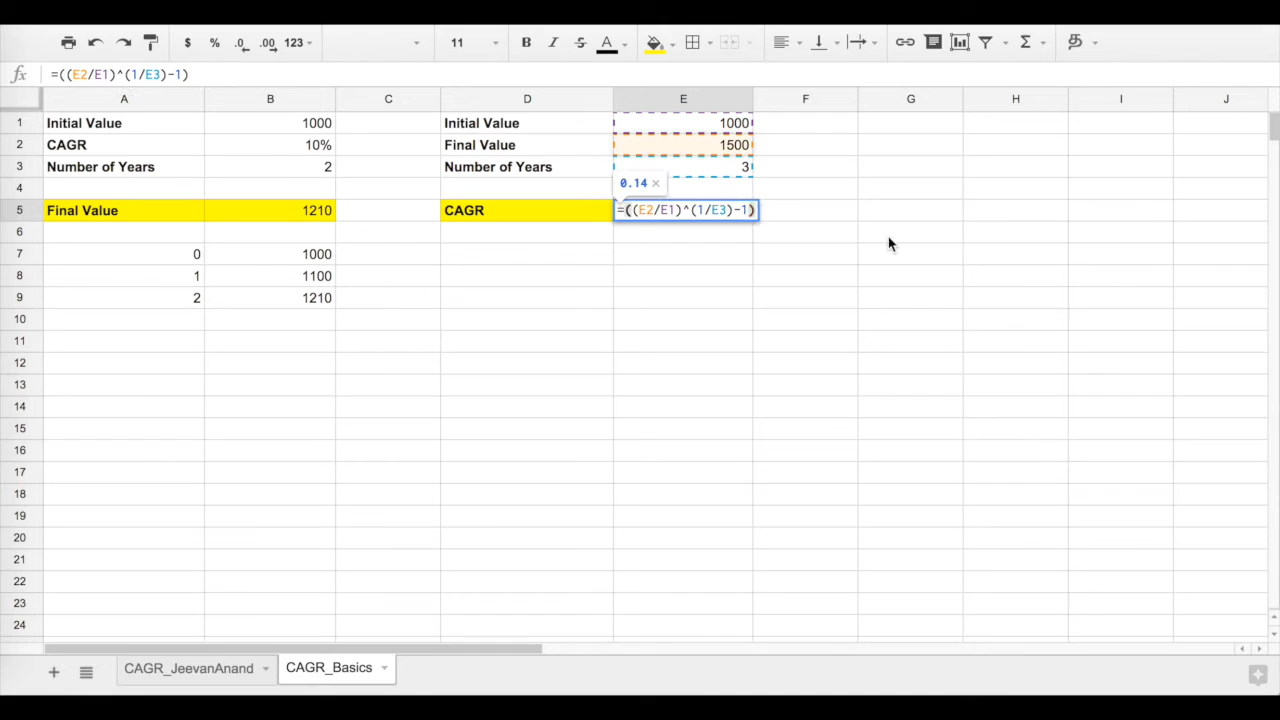 $ % .0 .00 123 11 B I S A Σ
fx =((E2/E1)^(1/E3)-1)
A B C D E F G H I J
1 Initial Value 1000 Initial Value 1000
2 CAGR 10% Final Value 1500
3 Number of Years 2 Number of Years 3
4 0.14 ×
5 Final Value 1210 CAGR =((E2/E1)^(1/E3)-1)
6
7 0 1000
8 1 1100
9 2 1210
10
11
12
13
14
15
16
17
18
19
20
21
22
23
24
CAGR_JeevanAnand CAGR_Basics